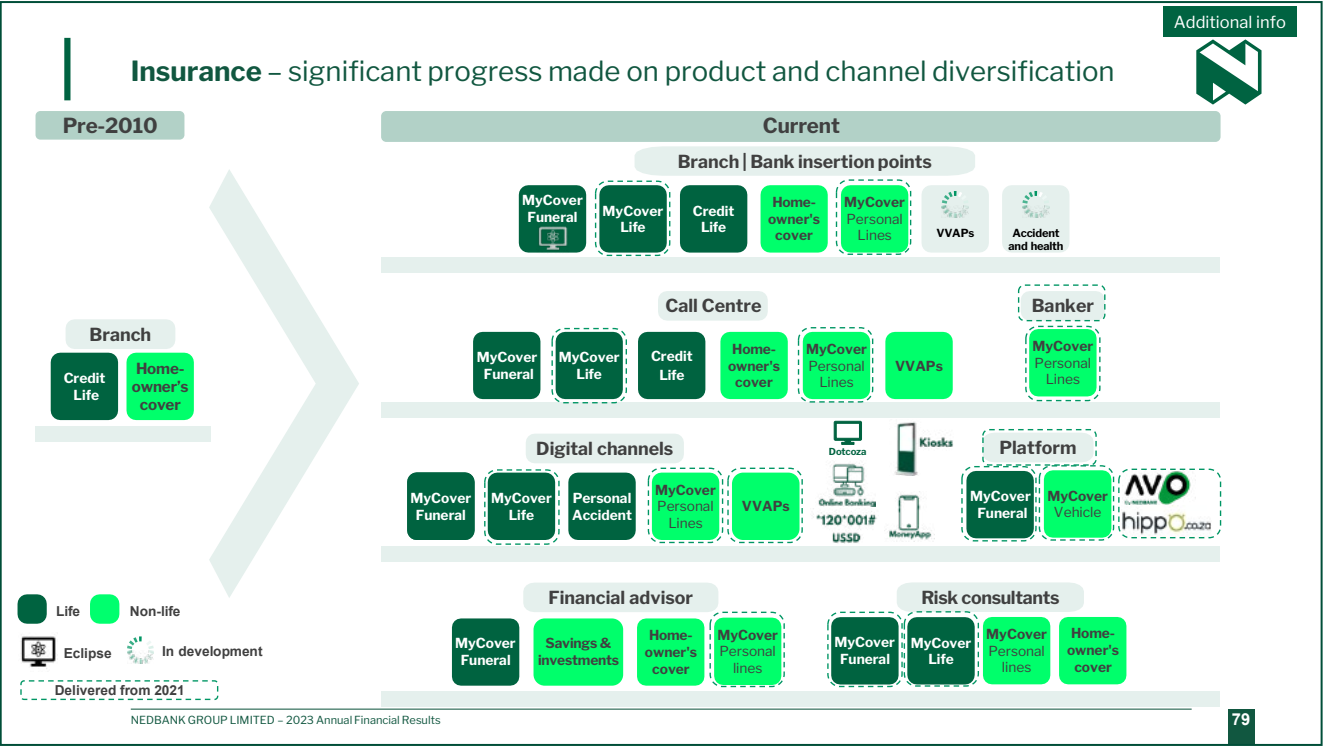 Additional info
Insurance – significant progress made on product and channel diversification
Pre-2010
Current
Branch | Bank insertion points
MyCover
Funeral
MyCover
Life
Credit
Life
Home-
owner's
cover
MyCover
Personal
Lines
VVAPs
Accident
and health
Branch
Credit
Life
Home-
owner's
cover
Call Centre
Banker
MyCover
Funeral
MyCover
Life
Credit
Life
Home-
owner's
cover
MyCover
Personal
Lines
VVAPs
MyCover
Personal
Lines
Digital channels
MyCover
Funeral
MyCover
Life
Personal
Accident
MyCover
Personal
Lines
VVAPs
Dotcoza
Kiosks
Online Banking
*120*001#
USSD
MoneyApp
Platform
MyCover
Funeral
MyCover
Vehicle
AVO
by NEDBANK
hippo.co.za
Financial advisor
MyCover
Funeral
Savings &
investments
Home-
owner's
cover
MyCover
Personal
lines
Risk consultants
MyCover
Funeral
MyCover
Life
MyCover
Personal
lines
Home-
owner's
cover
Life
Non-life
Eclipse
In development
Delivered from 2021
NEDBANK GROUP LIMITED – 2023 Annual Financial Results
79